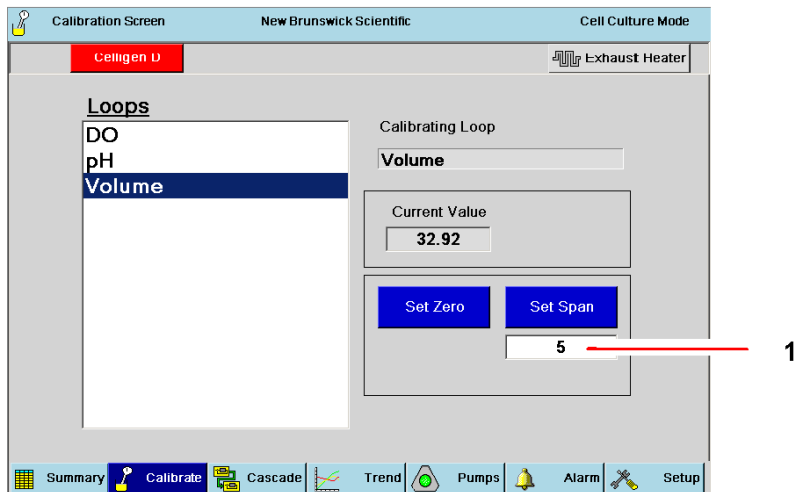 Calibration Screen New Brunswick Scientific Cell Culture Mode
Celligen D Exhaust Heater
Loops
DO
pH
Volume
Calibrating Loop
Volume
Current Value
32.92
Set Zero Set Span
5
1
Summary Calibrate Cascade Trend Pumps Alarm Setup